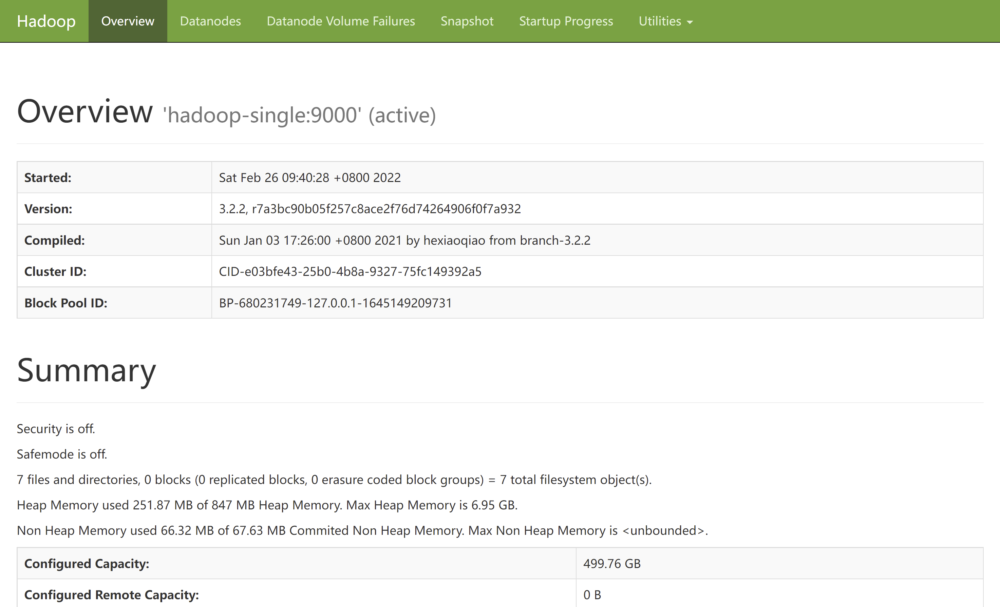 Hadoop Overview Datanodes Datanode Volume Failures Snapshot Startup Progress Utilities
Overview 'hadoop-single:9000' (active)
Started: Sat Feb 26 09:40:28 +0800 2022
Version: 3.2.2, r7a3bc90b05f257c8ace2f76d74264906f0f7a932
Compiled: Sun Jan 03 17:26:00 +0800 2021 by hexiaoqiao from branch-3.2.2
Cluster ID: CID-e03bfe43-25b0-4b8a-9327-75fc149392a5
Block Pool ID: BP-680231749-127.0.0.1-1645149209731
Summary
Security is off.
Safemode is off.
7 files and directories, 0 blocks (0 replicated blocks, 0 erasure coded block groups) = 7 total filesystem object(s).
Heap Memory used 251.87 MB of 847 MB Heap Memory. Max Heap Memory is 6.95 GB.
Non Heap Memory used 66.32 MB of 67.63 MB Commited Non Heap Memory. Max Non Heap Memory is <unbounded>.
Configured Capacity: 499.76 GB
Configured Remote Capacity: 0 B